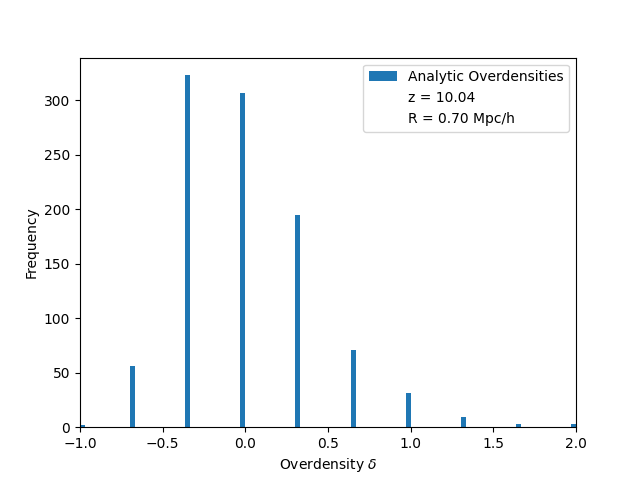 Analytic Overdensities
z = 10.04
R = 0.70 Mpc/h
Frequency
300
250
200
150
100
50
0
−1.0 −0.5 0.0 0.5 1.0 1.5 2.0
Overdensity δ